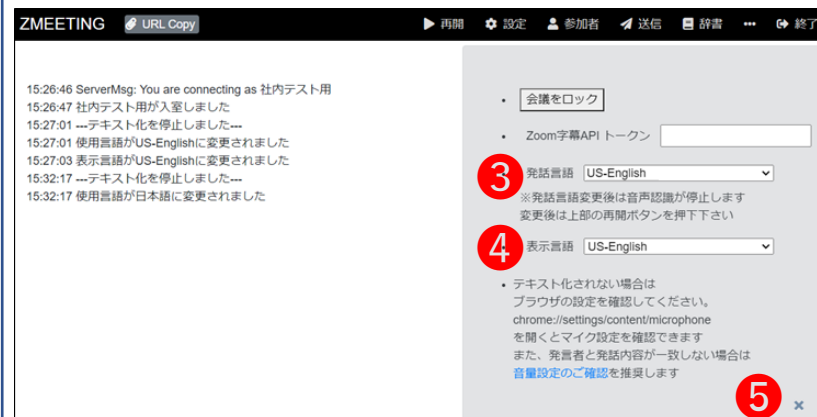 ZMEETING URL Copy 再開 設定 参加者 送信 辞書 ••• 終了
15:26:46 ServerMsg: You are connecting as 社内テスト用
15:26:47 社内テスト用が入室しました
15:27:01 ---テキスト化を停止しました---
15:27:01 使用言語がUS-Englishに変更されました
15:27:03 表示言語がUS-Englishに変更されました
15:32:17 ---テキスト化を停止しました---
15:32:17 使用言語が日本語に変更されました
• 会議をロック
• Zoom字幕API トークン
3 発話言語 US-English
※発話言語変更後は音声認識が停止します
変更後は上部の再開ボタンを押下下さい
4 表示言語 US-English
• テキスト化されない場合は
ブラウザの設定を確認してください。
chrome://settings/content/microphone
を開くとマイク設定を確認できます
また、発言者と発話内容が一致しない場合は
音量設定のご確認を推奨します
5 ×